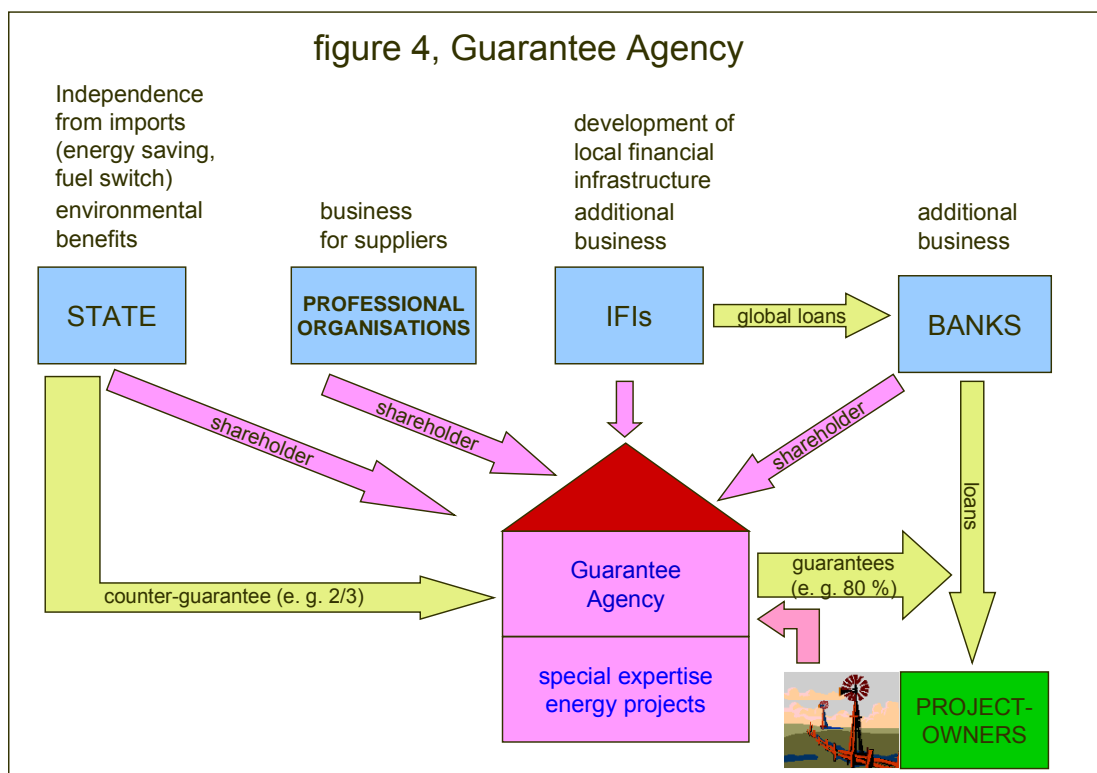 figure 4, Guarantee Agency
Independence
from imports
(energy saving,
fuel switch)
environmental
benefits
business
for suppliers
development of
local financial
infrastructure
additional
business
additional
business
STATE
PROFESSIONAL
ORGANISATIONS
IFIs
global loans
BANKS
shareholder
shareholder
shareholder
loans
counter-guarantee (e. g. 2/3)
Guarantee
Agency
guarantees
(e. g. 80 %)
special expertise
energy projects
PROJECT-
OWNERS